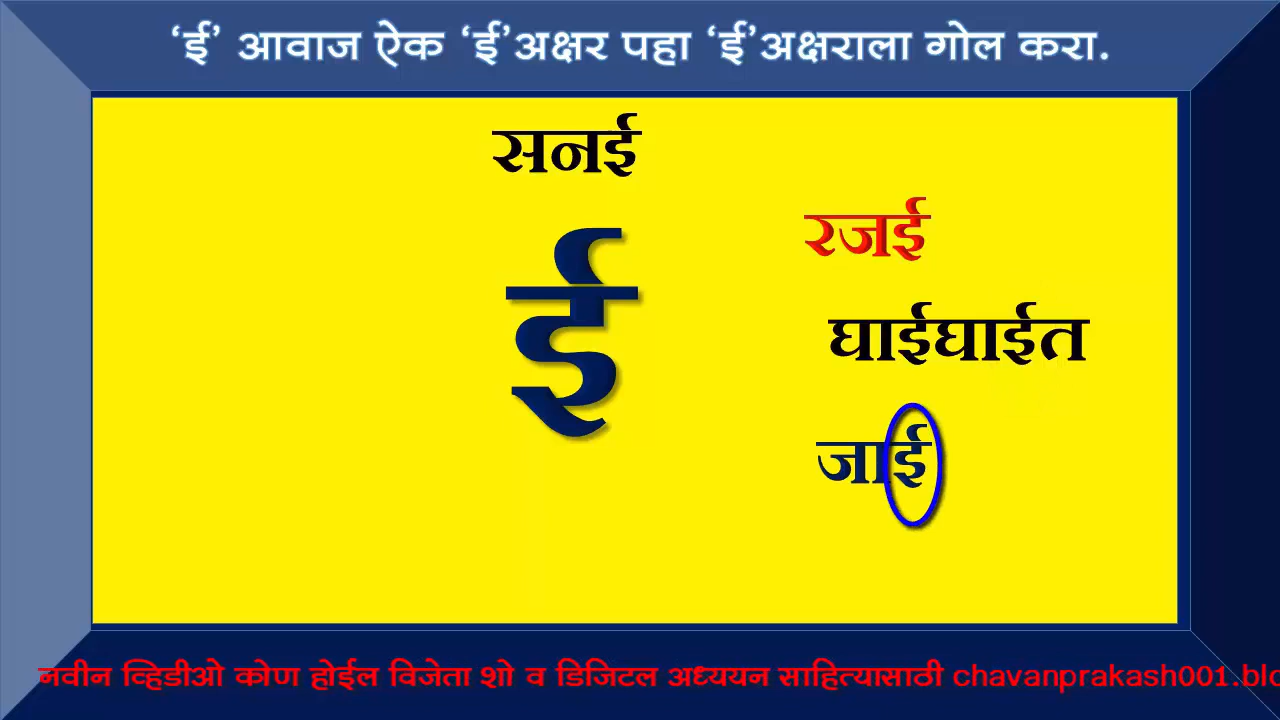 ‘ई’ आवाज ऐक ‘ई’अक्षर पहा ‘ई’अक्षराला गोल करा.
सनई
रजई
ई
घाईघाईत
जाई
नवीन व्हिडीओ कोण होईल विजेता शो व डिजिटल अध्ययन साहित्यासाठी chavanprakash001.blo